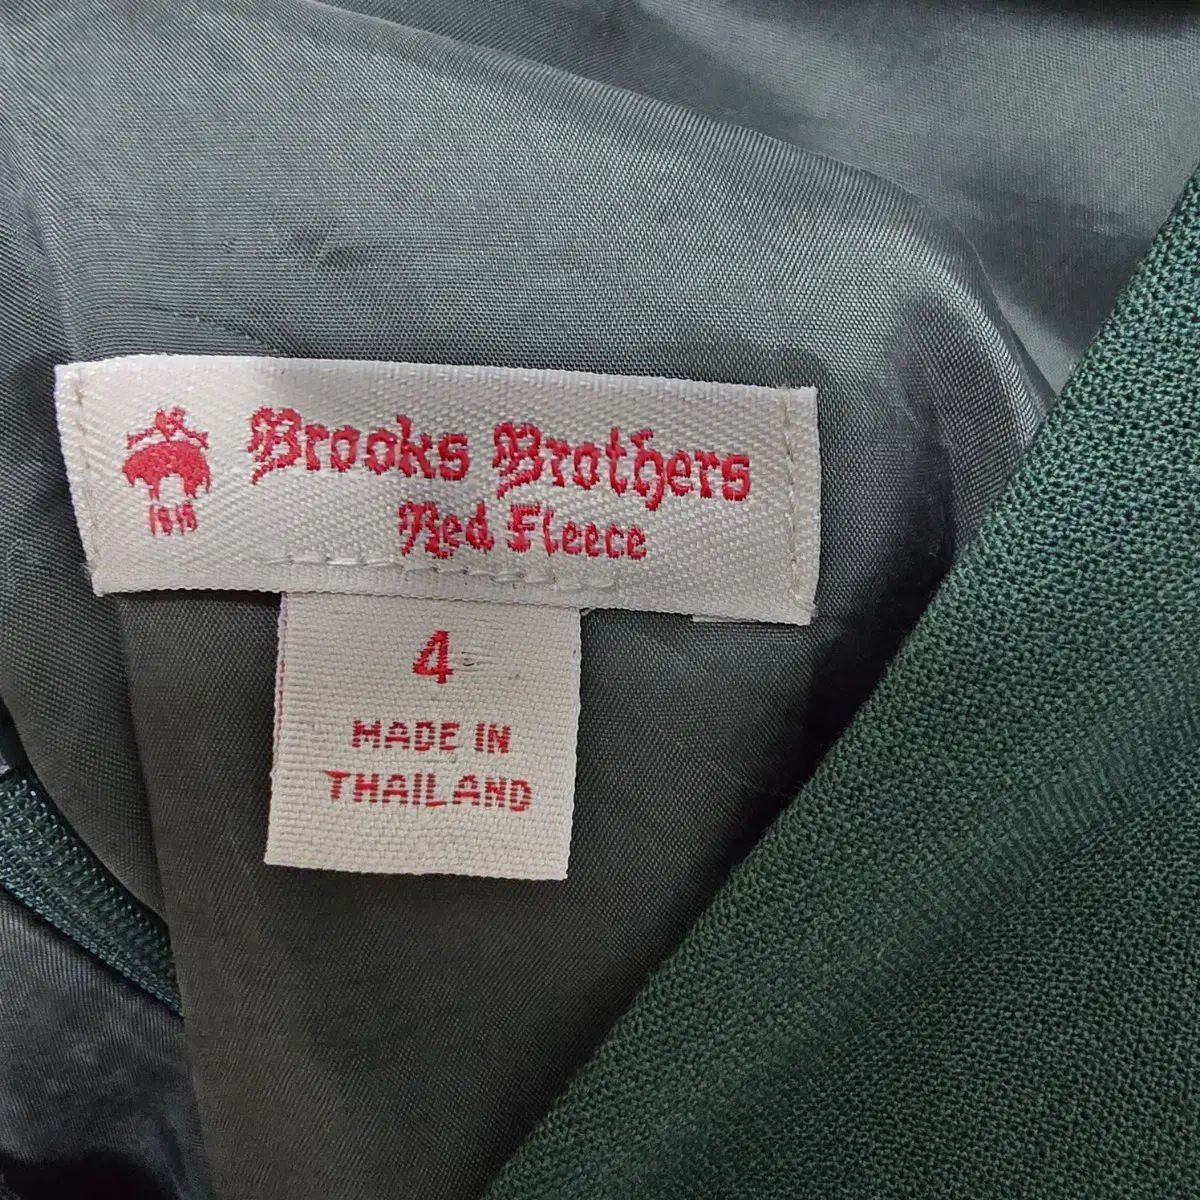 Brooks Brothers
Red Fleece
1818
4
MADE IN
THAILAND